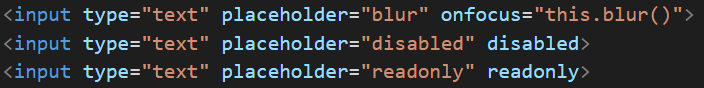 <input type="text" placeholder="blur" onfocus="this.blur()">
<input type="text" placeholder="disabled" disabled>
<input type="text" placeholder="readonly" readonly>